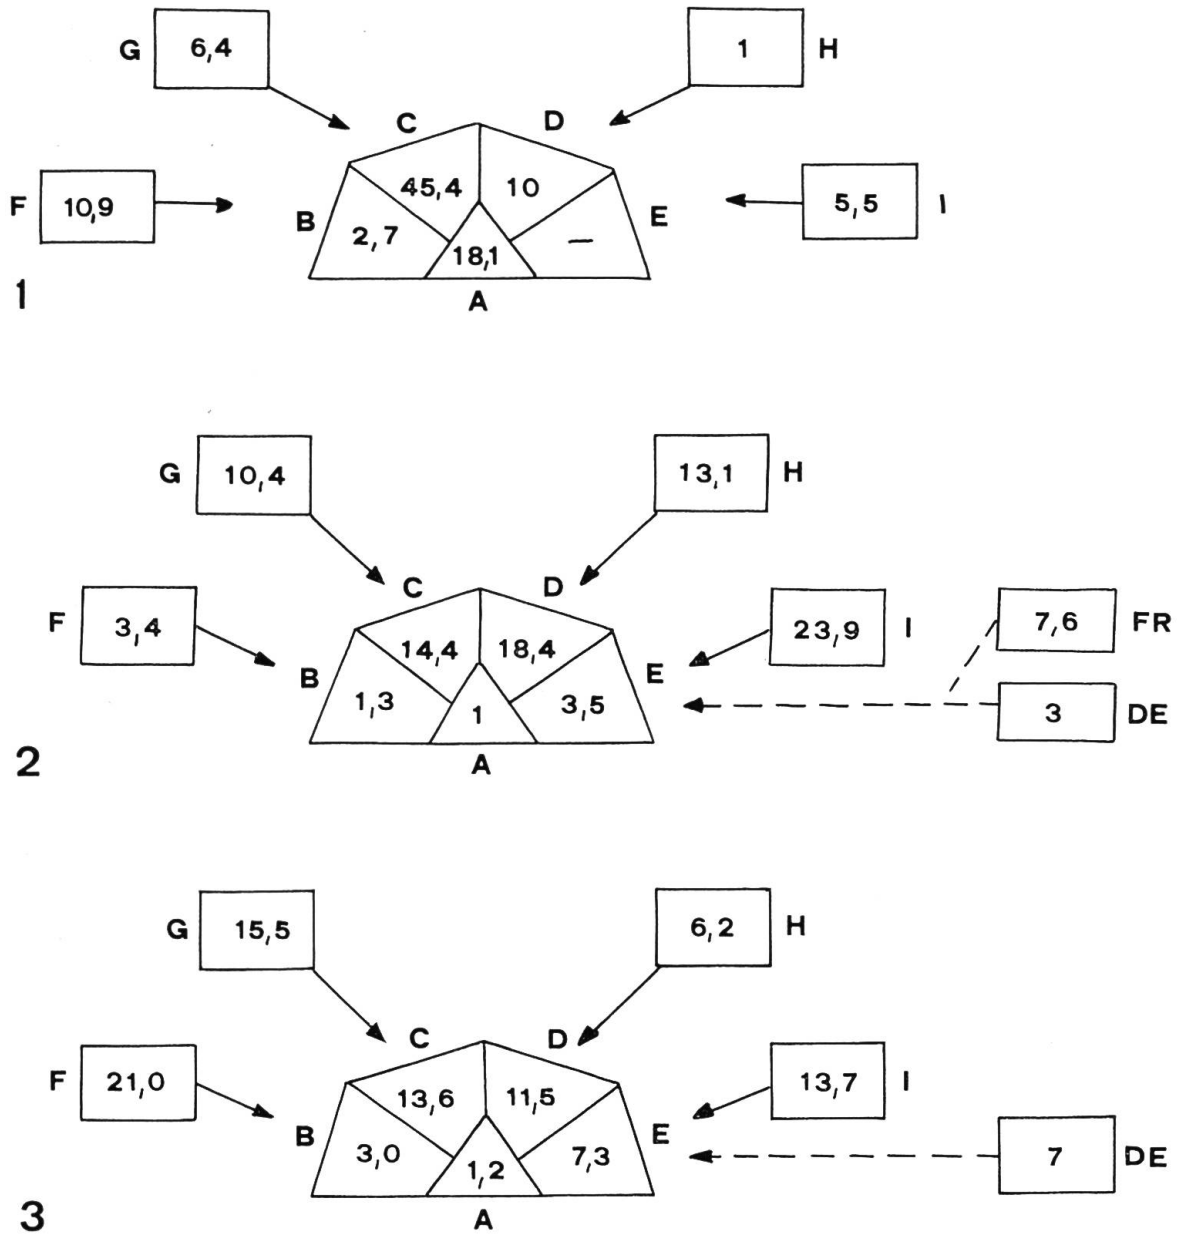 G 6,4 1 H
C D
F 10,9 B 2,7 45,4 18,1 10 — E 5,5 I
1
A
G 10,4 13,1 H
C D
F 3,4 B 1,3 14,4 1 18,4 3,5 E 23,9 I 7,6 FR
3 DE
2
A
G 15,5 6,2 H
C D
F 21,0 B 3,0 13,6 1,2 11,5 7,3 E 13,7 I
7 DE
3
A